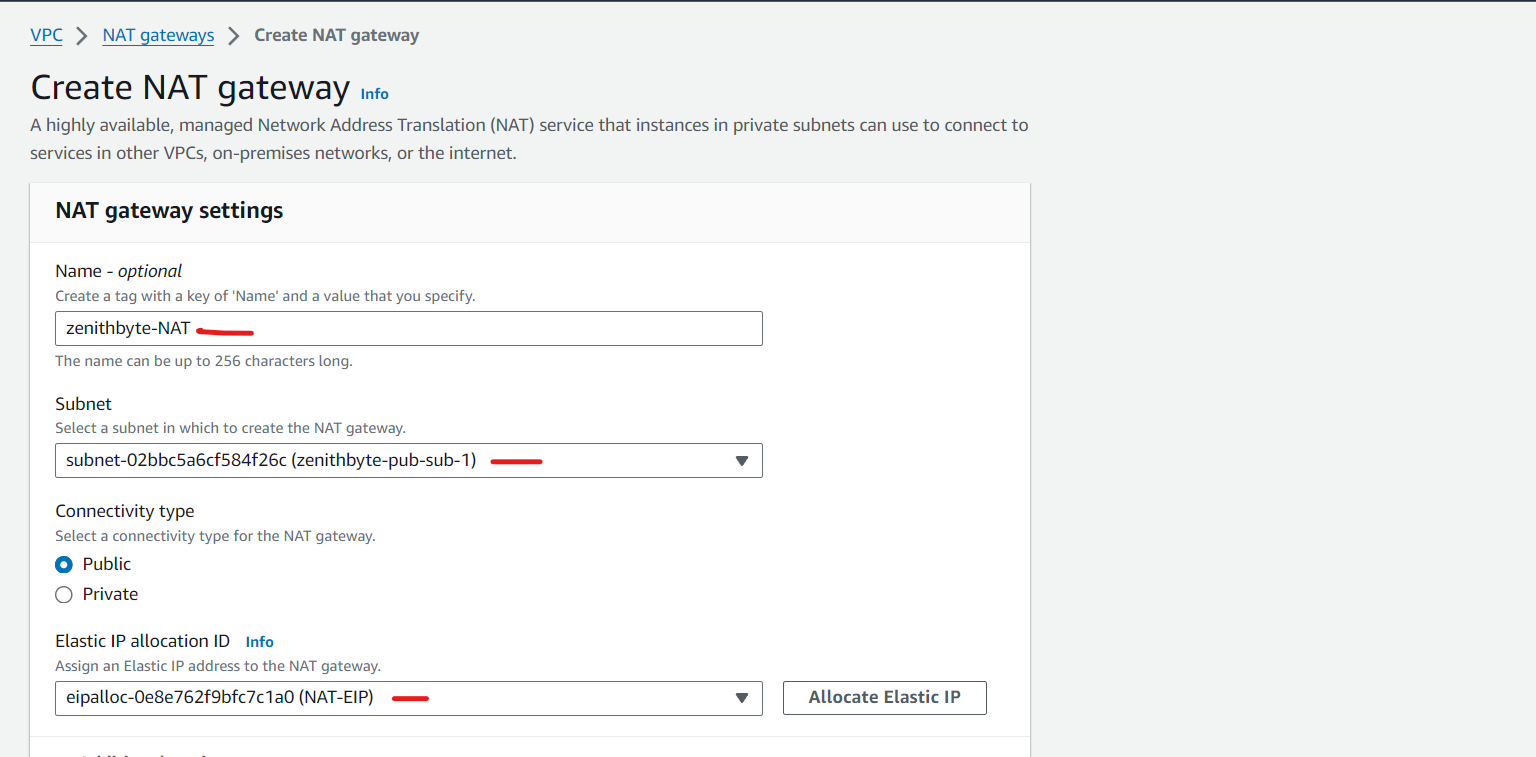 VPC > NAT gateways > Create NAT gateway
Create NAT gateway Info
A highly available, managed Network Address Translation (NAT) service that instances in private subnets can use to connect to
services in other VPCs, on-premises networks, or the internet.
NAT gateway settings
Name - optional
Create a tag with a key of 'Name' and a value that you specify.
zenithbyte-NAT
The name can be up to 256 characters long.
Subnet
Select a subnet in which to create the NAT gateway.
subnet-02bbc5a6cf584f26c (zenithbyte-pub-sub-1)
Connectivity type
Select a connectivity type for the NAT gateway.
Public
Private
Elastic IP allocation ID Info
Assign an Elastic IP address to the NAT gateway.
eipalloc-0e8e762f9bfc7c1a0 (NAT-EIP)
Allocate Elastic IP